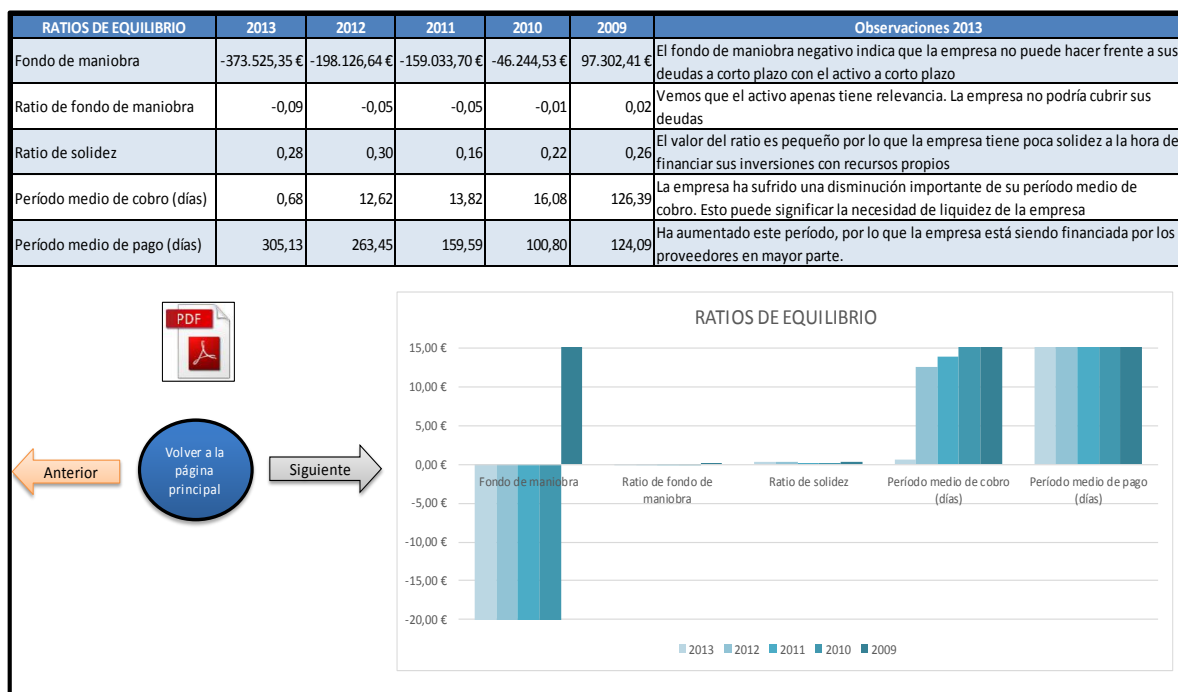 RATIOS DE EQUILIBRIO 2013 2012 2011 2010 2009 Observaciones 2013
Fondo de maniobra -373.525,35 € -198.126,64 € -159.033,70 € -46.244,53 € 97.302,41 € El fondo de maniobra negativo indica que la empresa no puede hacer frente a sus
deudas a corto plazo con el activo a corto plazo
Ratio de fondo de maniobra -0,09 -0,05 -0,05 -0,01 0,02 Vemos que el activo apenas tiene relevancia. La empresa no podría cubrir sus
deudas
Ratio de solidez 0,28 0,30 0,16 0,22 0,26 El valor del ratio es pequeño por lo que la empresa tiene poca solidez a la hora de
financiar sus inversiones con recursos propios
Período medio de cobro (días) 0,68 12,62 13,82 16,08 126,39 La empresa ha sufrido una disminución importante de su período medio de
cobro. Esto puede significar la necesidad de liquidez de la empresa
Período medio de pago (días) 305,13 263,45 159,59 100,80 124,09 Ha aumentado este período, por lo que la empresa está siendo financiada por los
proveedores en mayor parte.
PDF
Anterior
Volver a la
página
principal
Siguiente
RATIOS DE EQUILIBRIO
15,00 €
10,00 €
5,00 €
0,00 €
-5,00 €
-10,00 €
-15,00 €
-20,00 €
Fondo de maniobra
Ratio de fondo de
maniobra
Ratio de solidez
Período medio de cobro
(días)
Período medio de pago
(días)
2013 2012 2011 2010 2009